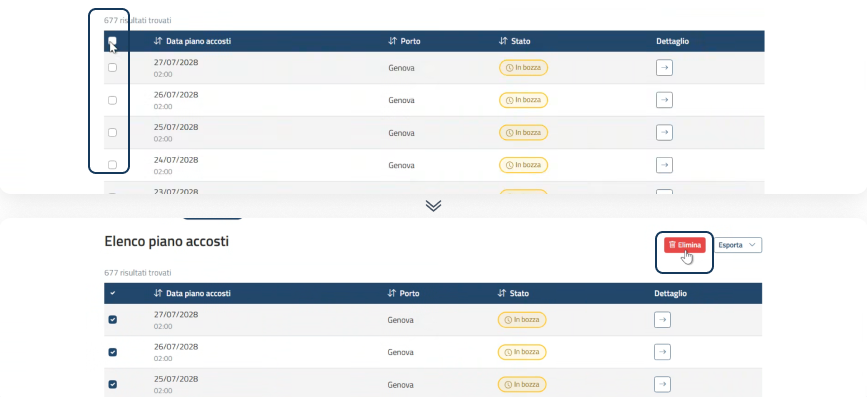 677 risultati trovati
Data piano accosti Porto Stato Dettaglio
27/07/2028
02:00
Genova In bozza
26/07/2028
02:00
Genova In bozza
25/07/2028
02:00
Genova In bozza
24/07/2028
02:00
Genova In bozza
23/07/2028
Elenco piano accosti
Elimina Esporta
677 risultati trovati
Data piano accosti Porto Stato Dettaglio
27/07/2028
02:00
Genova In bozza
26/07/2028
02:00
Genova In bozza
25/07/2028
02:00
Genova In bozza